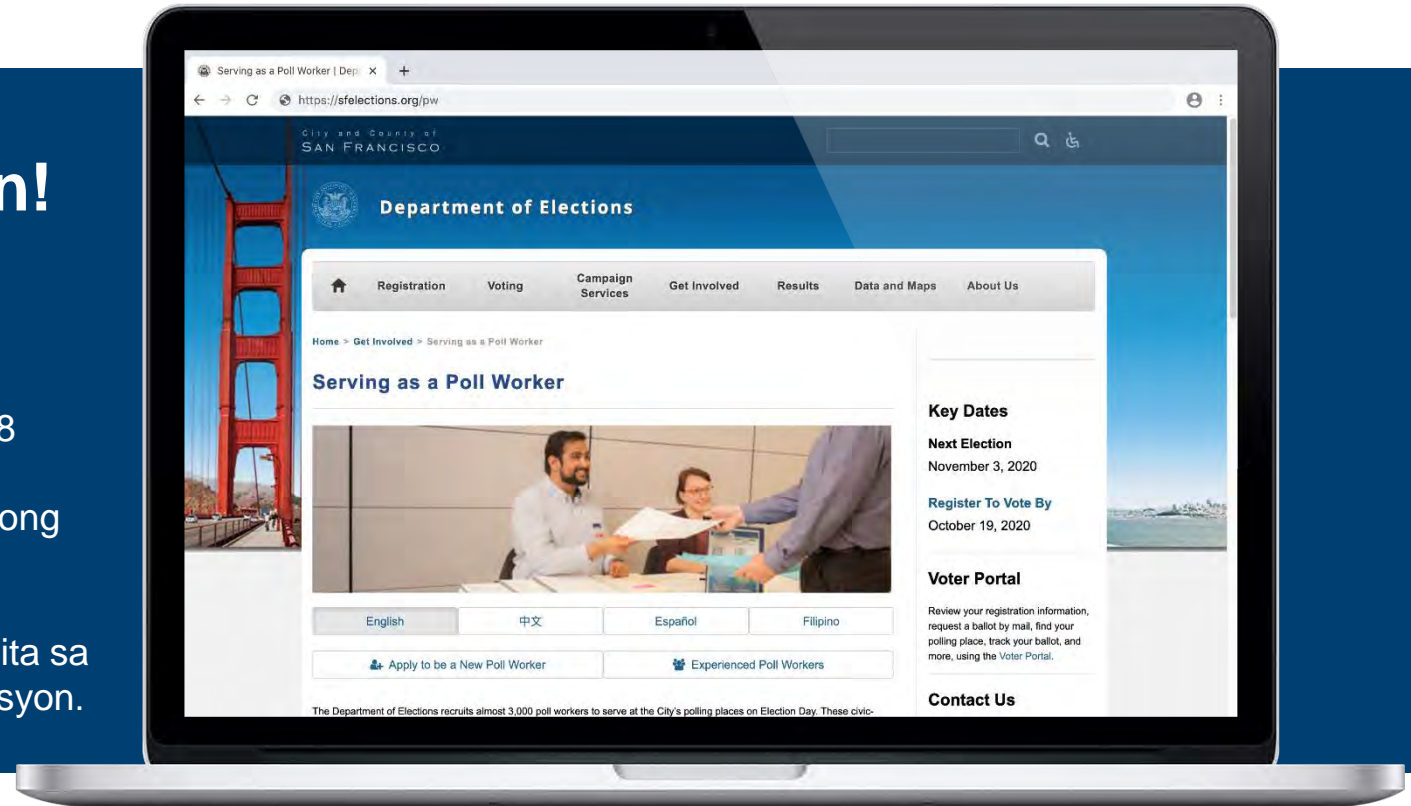 n!
8
ong
ita sa
syon.
Serving as a Poll Worker | Dep
https://sfelections.org/pw
City and County of
SAN FRANCISCO
Department of Elections
Registration Voting Campaign Services Get Involved Results Data and Maps About Us
Home > Get Involved > Serving as a Poll Worker
Serving as a Poll Worker
English 中文 Español Filipino
Apply to be a New Poll Worker Experienced Poll Workers
The Department of Elections recruits almost 3,000 poll workers to serve at the City's polling places on Election Day. These civic-
Key Dates
Next Election
November 3, 2020
Register To Vote By
October 19, 2020
Voter Portal
Review your registration information,
request a ballot by mail, find your
polling place, track your ballot, and
more, using the Voter Portal.
Contact Us